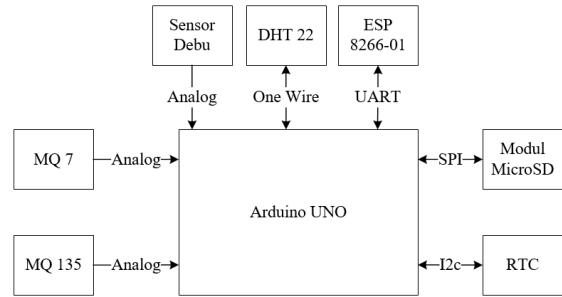 Sensor
Debu
DHT 22
ESP
8266-01
Analog
One Wire
UART
MQ 7
Analog
SPI
Modul
MicroSD
Arduino UNO
MQ 135
Analog
I2c
RTC